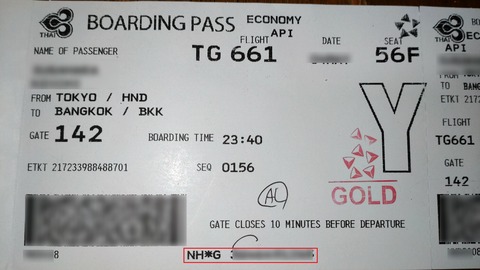 THAI BOARDING PASS ECONOMY
API
NAME OF PASSENGER
FLIGHT
TG 661
DATE
SEAT
56F
FROM TOKYO / HND
TO BANGKOK / BKK
GATE 142 BOARDING TIME 23:40
ETKT 217233988488701 SEQ 0156
Y
GOLD
AL
GATE CLOSES 10 MINUTES BEFORE DEPARTURE
8
NH*G
THAI
API
FLIGHT
TG661
GATE
142
ETKT